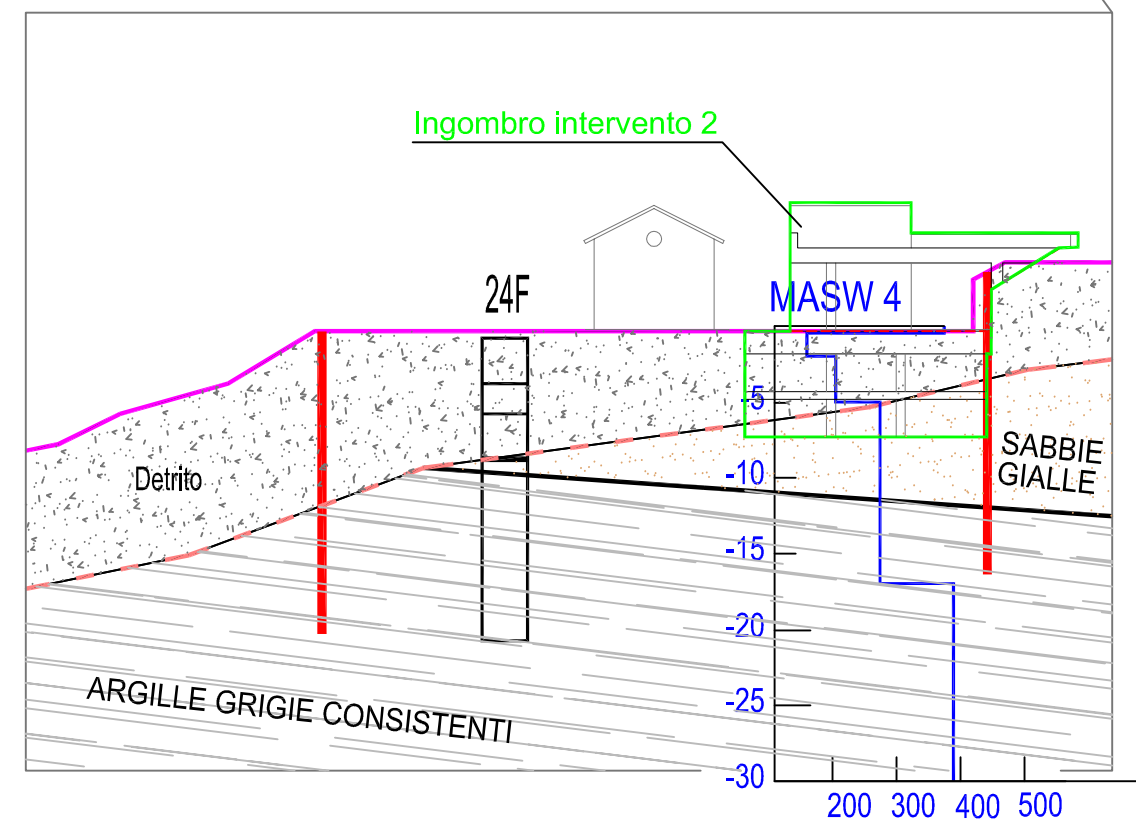 Ingombro intervento 2
24F
MASW 4
-5
SABBIE
GIALLE
-10
Detrito
-15
-20
ARGILLE GRIGIE CONSISTENTI
-25
-30
200 300 400 500